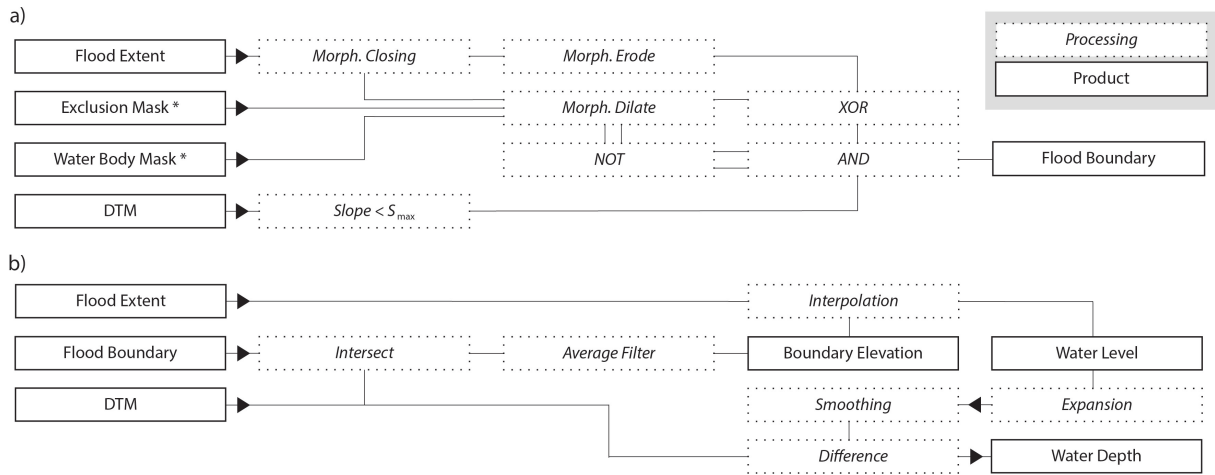 a)
Flood Extent
Morph. Closing
Morph. Erode
Processing
Product
Exclusion Mask *
Morph. Dilate
XOR
Water Body Mask *
NOT
AND
Flood Boundary
DTM
Slope < Smax
b)
Flood Extent
Interpolation
Flood Boundary
Intersect
Average Filter
Boundary Elevation
Water Level
DTM
Smoothing
Expansion
Difference
Water Depth